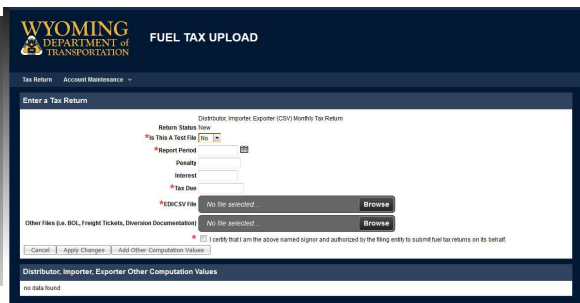 WYOMING
DEPARTMENT of
TRANSPORTATION
FUEL TAX UPLOAD
Tax Return Account Maintenance
Enter a Tax Return
Distributor, Importer, Exporter (CSV) Monthly Tax Return
Return Status New
*Is This A Test File No
*Report Period
Penalty
Interest
*Tax Due
*EDI/CSV File No file selected... Browse
Other Files (i.e. BOL, Freight Tickets, Diversion Documentation) No file selected... Browse
* I certify that I am the above named signor and authorized by the filing entity to submit fuel tax returns on its behalf.
Cancel Apply Changes Add Other Computation Values
Distributor, Importer, Exporter Other Computation Values
no data found